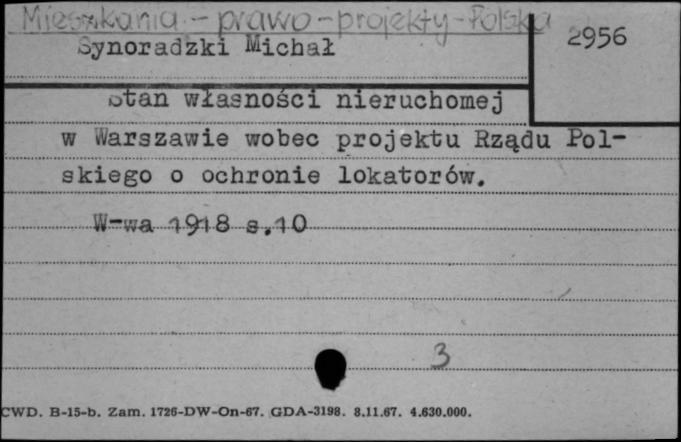 Mieszkania - prawo - projekty - Polska
Synoradzki Michał
2956
Stan własności nieruchomej
w Warszawie wobec projektu Rządu Pol-
skiego o ochronie lokatorów.
W-wa 1918 s.10
3
CWD. B-15-b. Zam. 1726-DW-On-67. GDA-3198. 8.11.67. 4.630.000.